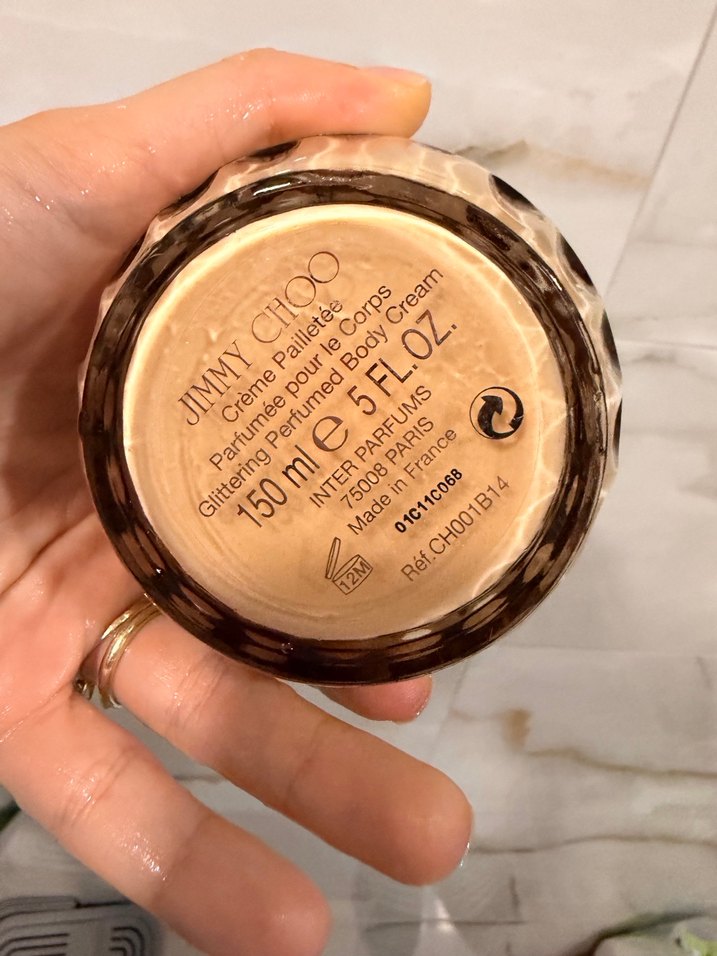 JIMMY CHOO
Crème Pailletée
Parfumée pour le Corps
Glittering Perfumed Body Cream
150 ml e 5 FL.OZ.
INTER PARFUMS
75008 PARIS
Made in France
01C11C068
12M
Réf.CH001B14